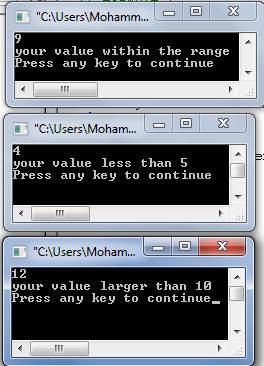 "C:\Users\Mohamm...
9
your value within the range
Press any key to continue
"C:\Users\Mohamm...
4
your value less than 5
Press any key to continue
"C:\Users\Moham...
12
your value larger than 10
Press any key to continue_